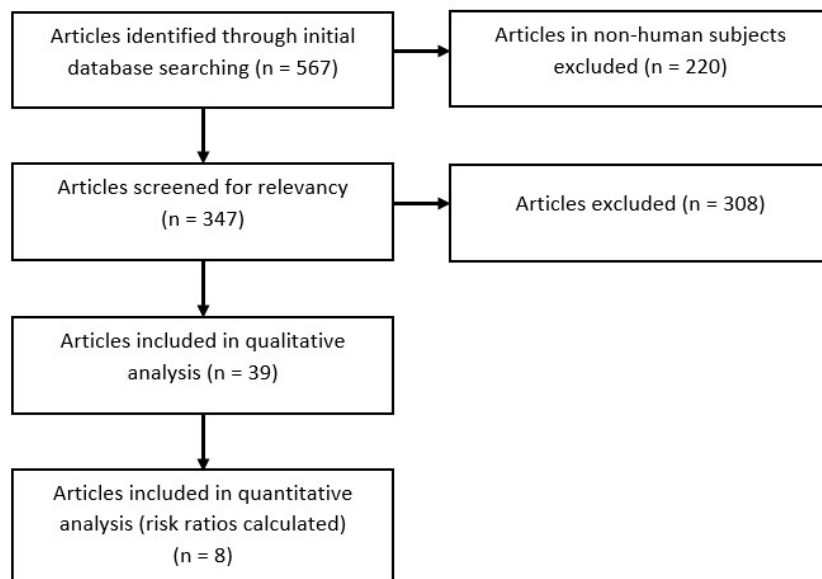 Articles identified through initial
database searching (n = 567)
Articles in non-human subjects
excluded (n = 220)
Articles screened for relevancy
(n = 347)
Articles excluded (n = 308)
Articles included in qualitative
analysis (n = 39)
Articles included in quantitative
analysis (risk ratios calculated)
(n = 8)